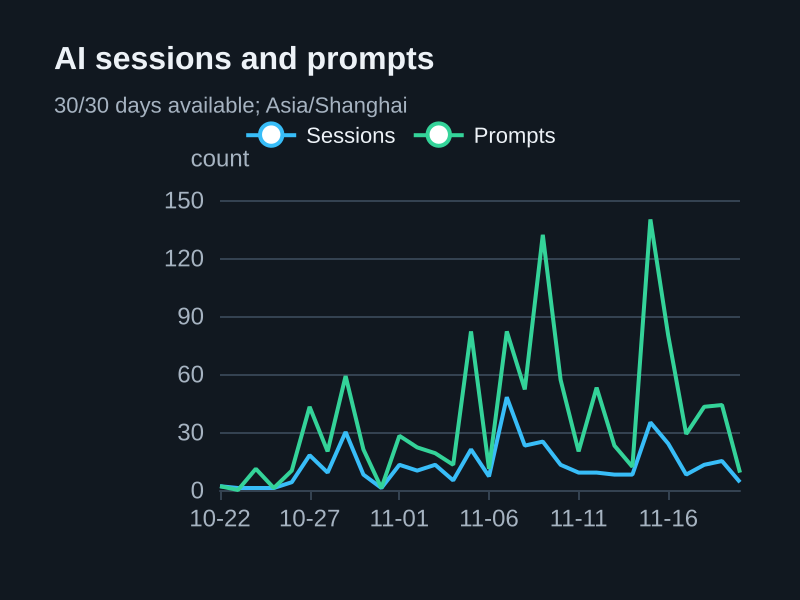 AI sessions and prompts
30/30 days available; Asia/Shanghai
Sessions Prompts
count
150
120
90
60
30
0
10-22 10-27 11-01 11-06 11-11 11-16